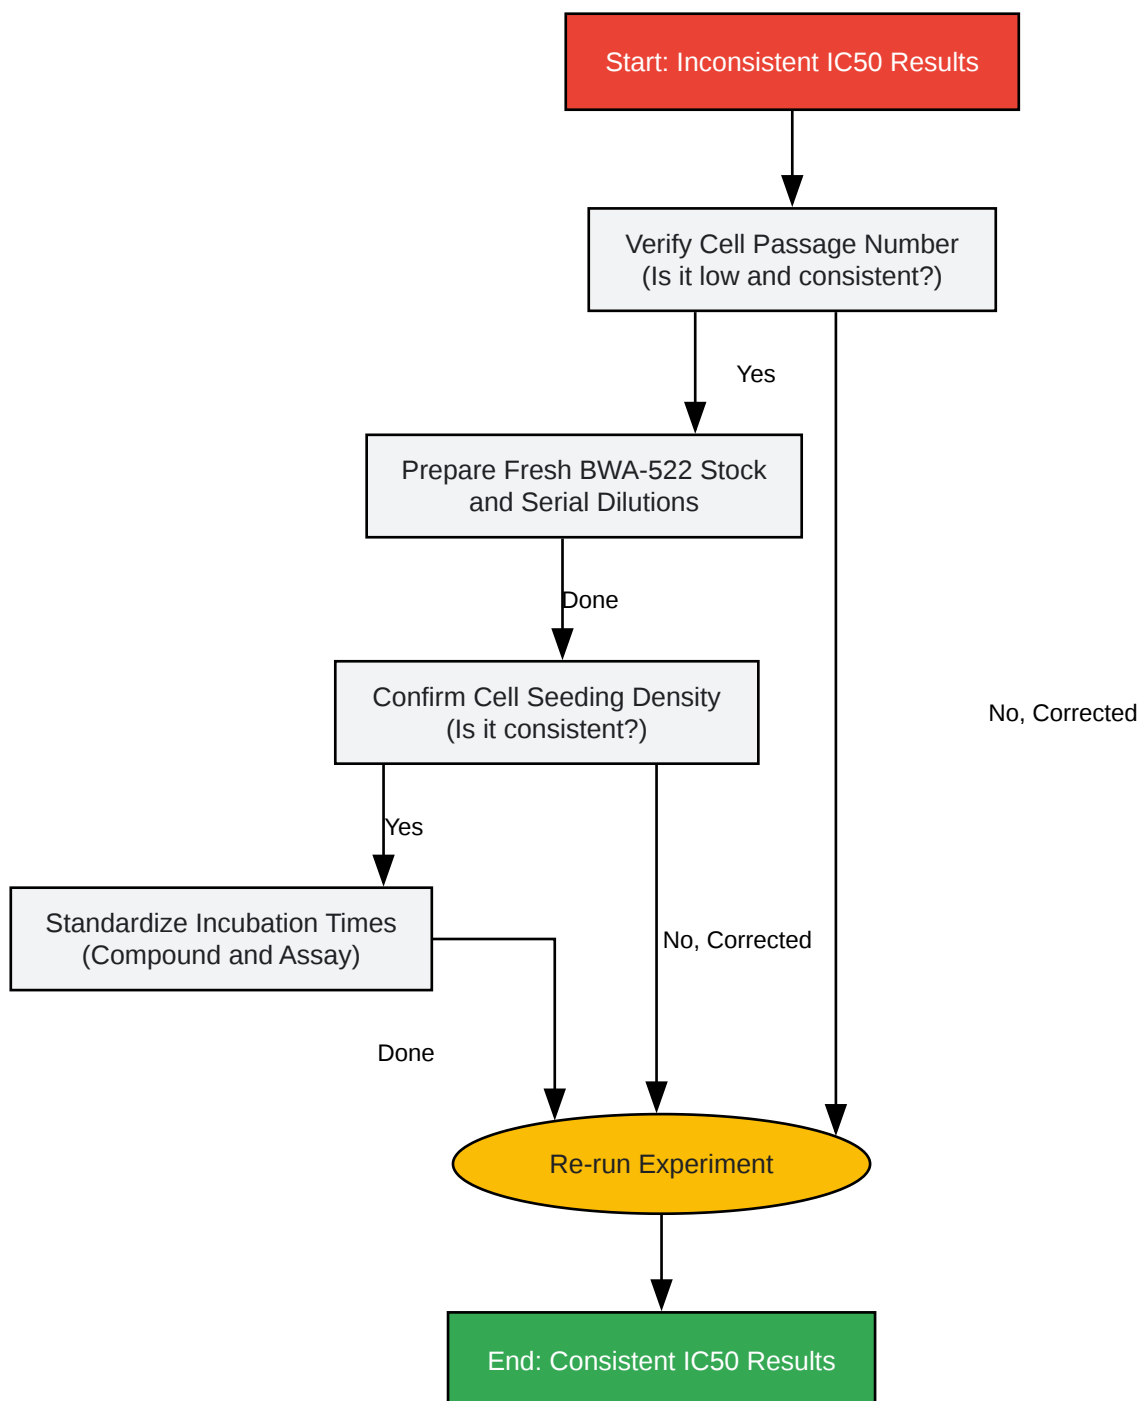 Start: Inconsistent IC50 Results
Verify Cell Passage Number
(Is it low and consistent?)
Yes
Prepare Fresh BWA-522 Stock
and Serial Dilutions
Done
Confirm Cell Seeding Density
(Is it consistent?)
No, Corrected
Yes
Standardize Incubation Times
(Compound and Assay)
No, Corrected
Done
Re-run Experiment
End: Consistent IC50 Results